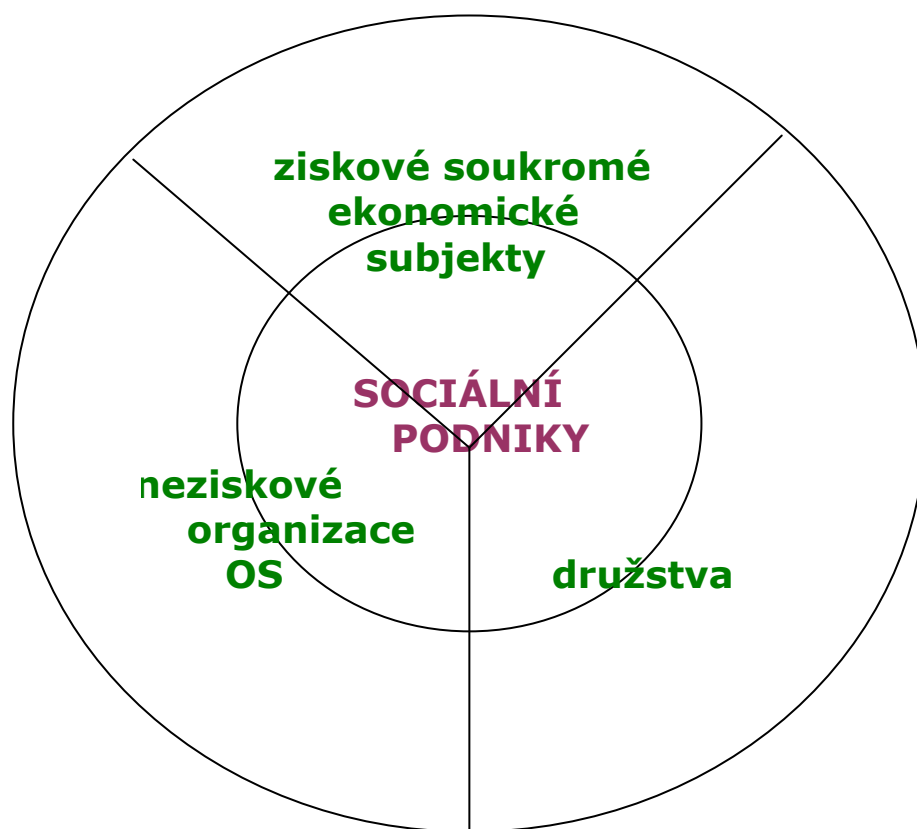 ziskové soukromé
ekonomické
subjekty
SOCIÁLNÍ
PODNIKY
neziskové
organizace
OS
družstva